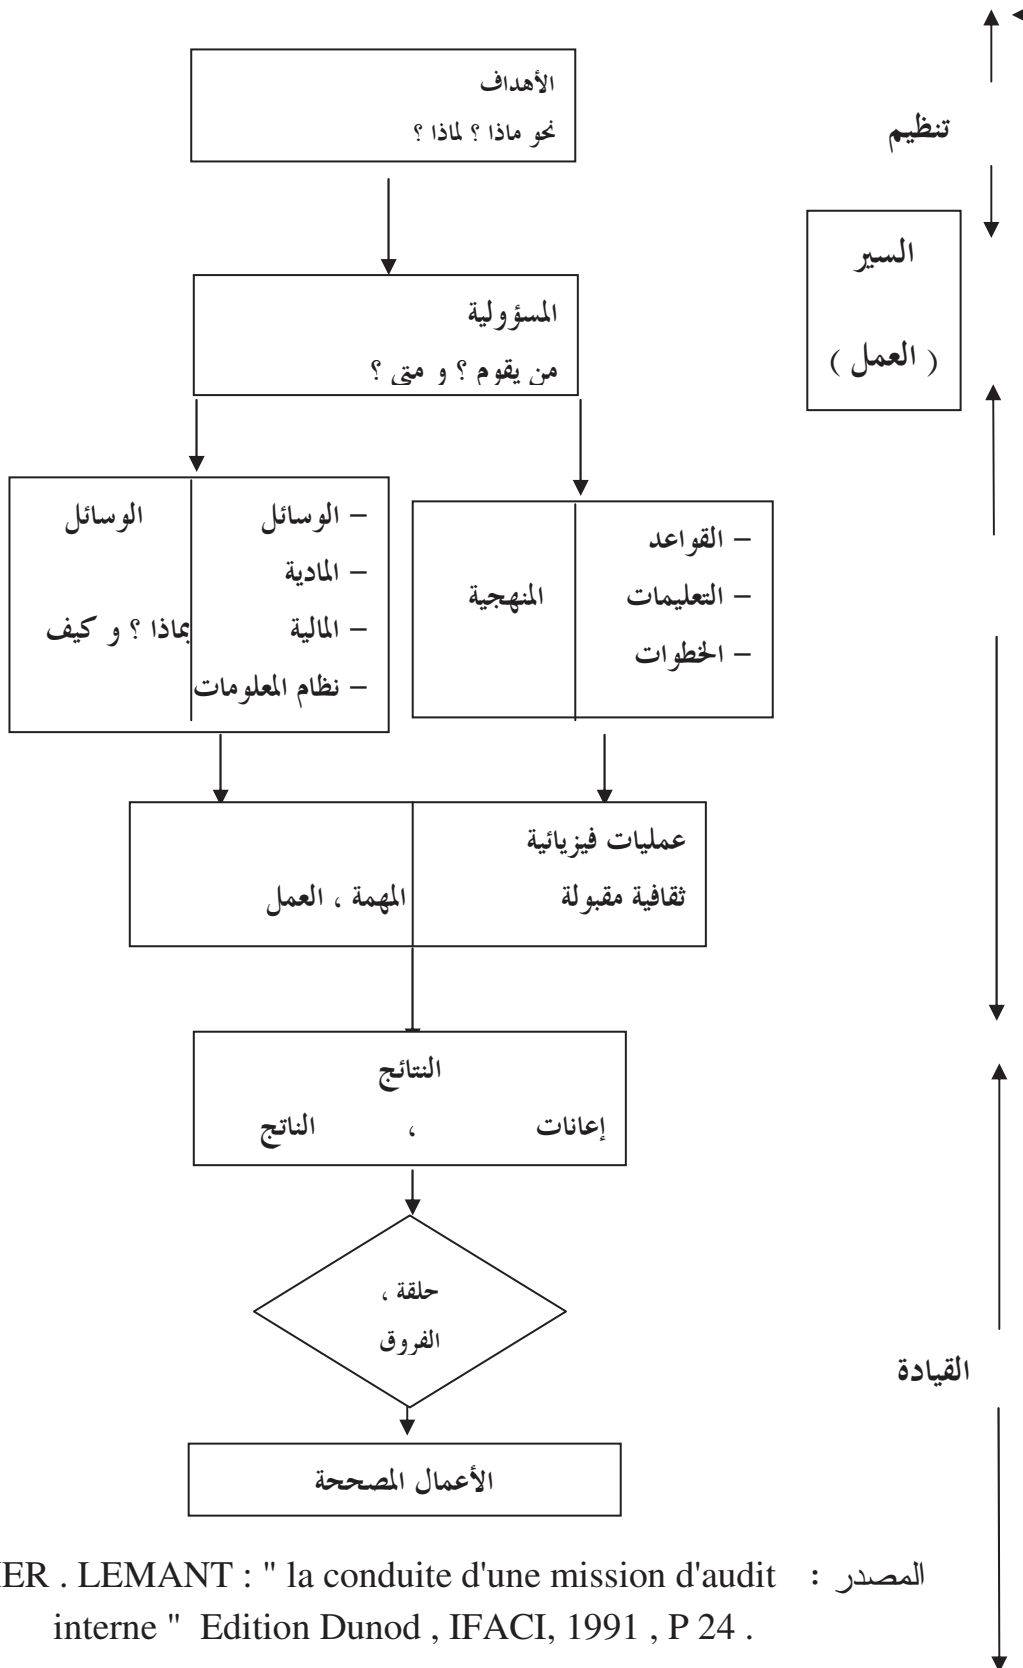 الأهداف
نحو ماذا ؟ لماذا ؟
تنظيم
السير
( العمل )
المسؤولية
من يقوم ؟ و متى ؟
– الوسائل
– المادية
– المالية
– نظام المعلومات
الوسائل
بماذا ؟ و كيف
– القواعد
– التعليمات
– الخطوات
المنهجية
عمليات فيزيائية
ثقافية مقبولة
المهمة ، العمل
النتائج
إعانات ، الناتج
حلقة ،
الفروق
القيادة
الأعمال المصححة
المصدر : IER . LEMANT : " la conduite d'une mission d'audit
interne " Edition Dunod , IFACI, 1991 , P 24 .